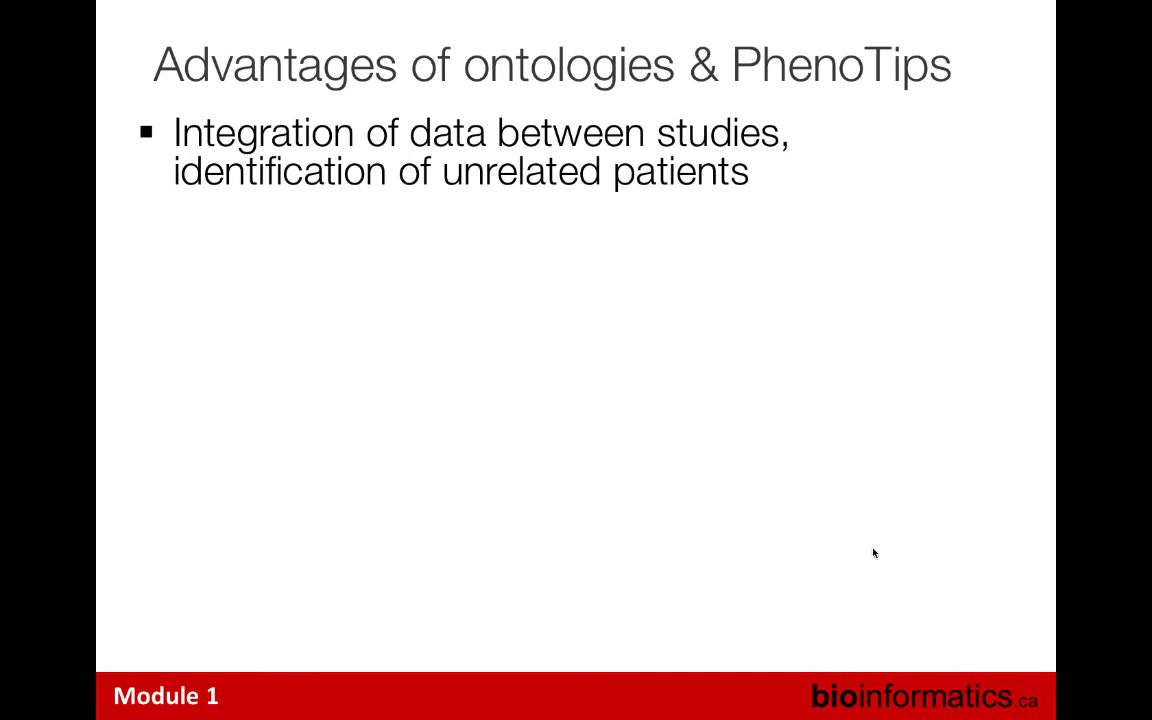 Advantages of ontologies & PhenoTips
▪ Integration of data between studies,
identification of unrelated patients
Module 1
bioinformatics.ca